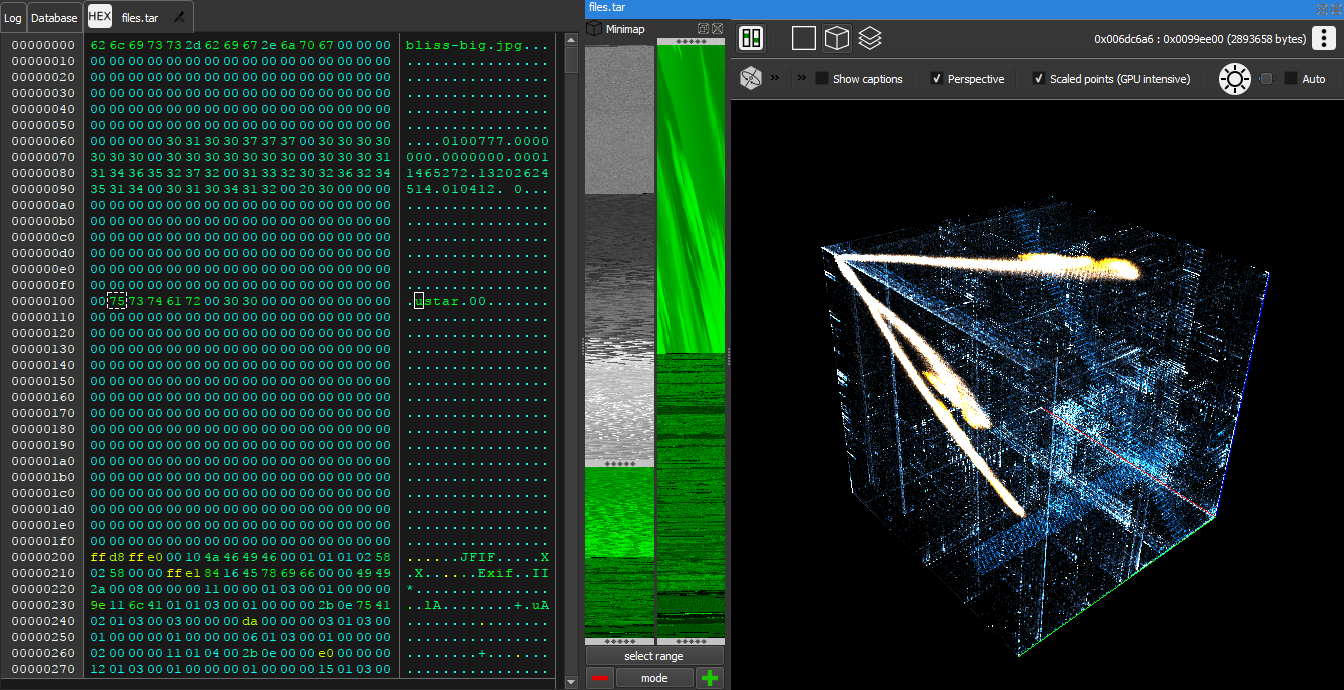 Log Database HEX files.tar
00000000 62 6c 69 73 73 2d 62 69 67 2e 6a 70 67 00 00 00 bliss-big.jpg...
00000010 00 00 00 00 00 00 00 00 00 00 00 00 00 00 00 00 ................
00000020 00 00 00 00 00 00 00 00 00 00 00 00 00 00 00 00 ................
00000030 00 00 00 00 00 00 00 00 00 00 00 00 00 00 00 00 ................
00000040 00 00 00 00 00 00 00 00 00 00 00 00 00 00 00 00 ................
00000050 00 00 00 00 00 00 00 00 00 00 00 00 00 00 00 00 ................
00000060 00 00 00 00 30 31 30 30 37 37 37 00 30 30 30 30 ....0100777.0000
00000070 30 30 30 00 30 30 30 30 30 30 30 00 30 30 30 31 000.0000000.0001
00000080 31 34 36 35 32 37 32 00 31 33 32 30 32 36 32 34 1465272.13202624
00000090 35 31 34 00 30 31 30 34 31 32 00 20 30 00 00 00 514.010412. 0...
000000a0 00 00 00 00 00 00 00 00 00 00 00 00 00 00 00 00 ................
000000b0 00 00 00 00 00 00 00 00 00 00 00 00 00 00 00 00 ................
000000c0 00 00 00 00 00 00 00 00 00 00 00 00 00 00 00 00 ................
000000d0 00 00 00 00 00 00 00 00 00 00 00 00 00 00 00 00 ................
000000e0 00 00 00 00 00 00 00 00 00 00 00 00 00 00 00 00 ................
000000f0 00 00 00 00 00 00 00 00 00 00 00 00 00 00 00 00 ................
00000100 00 75 73 74 61 72 00 30 30 00 00 00 00 00 00 00 .ustar.00.......
00000110 00 00 00 00 00 00 00 00 00 00 00 00 00 00 00 00 ................
00000120 00 00 00 00 00 00 00 00 00 00 00 00 00 00 00 00 ................
00000130 00 00 00 00 00 00 00 00 00 00 00 00 00 00 00 00 ................
00000140 00 00 00 00 00 00 00 00 00 00 00 00 00 00 00 00 ................
00000150 00 00 00 00 00 00 00 00 00 00 00 00 00 00 00 00 ................
00000160 00 00 00 00 00 00 00 00 00 00 00 00 00 00 00 00 ................
00000170 00 00 00 00 00 00 00 00 00 00 00 00 00 00 00 00 ................
00000180 00 00 00 00 00 00 00 00 00 00 00 00 00 00 00 00 ................
00000190 00 00 00 00 00 00 00 00 00 00 00 00 00 00 00 00 ................
000001a0 00 00 00 00 00 00 00 00 00 00 00 00 00 00 00 00 ................
000001b0 00 00 00 00 00 00 00 00 00 00 00 00 00 00 00 00 ................
000001c0 00 00 00 00 00 00 00 00 00 00 00 00 00 00 00 00 ................
000001d0 00 00 00 00 00 00 00 00 00 00 00 00 00 00 00 00 ................
000001e0 00 00 00 00 00 00 00 00 00 00 00 00 00 00 00 00 ................
000001f0 00 00 00 00 00 00 00 00 00 00 00 00 00 00 00 00 ................
00000200 ff d8 ff e0 00 10 4a 46 49 46 00 01 01 01 02 58 ......JFIF.....X
00000210 02 58 00 00 ff e1 84 16 45 78 69 66 00 00 49 49 .X......Exif..II
00000220 2a 00 08 00 00 00 11 00 00 01 03 00 01 00 00 00 *...............
00000230 9e 11 6c 41 01 01 03 00 01 00 00 00 2b 0e 75 41 ..lA........+.uA
00000240 02 01 03 00 03 00 00 00 da 00 00 00 03 01 03 00 ................
00000250 01 00 00 00 01 00 00 00 06 01 03 00 01 00 00 00 ................
00000260 02 00 00 00 11 01 04 00 2b 0e 00 00 e0 00 00 00 ........+.......
00000270 12 01 03 00 01 00 00 00 01 00 00 00 15 01 03 00 ................
files.tar
Minimap
select range
mode
0x006dc6a6 : 0x0099ee00 (2893658 bytes)
» » Show captions Perspective Scaled points (GPU intensive) Auto